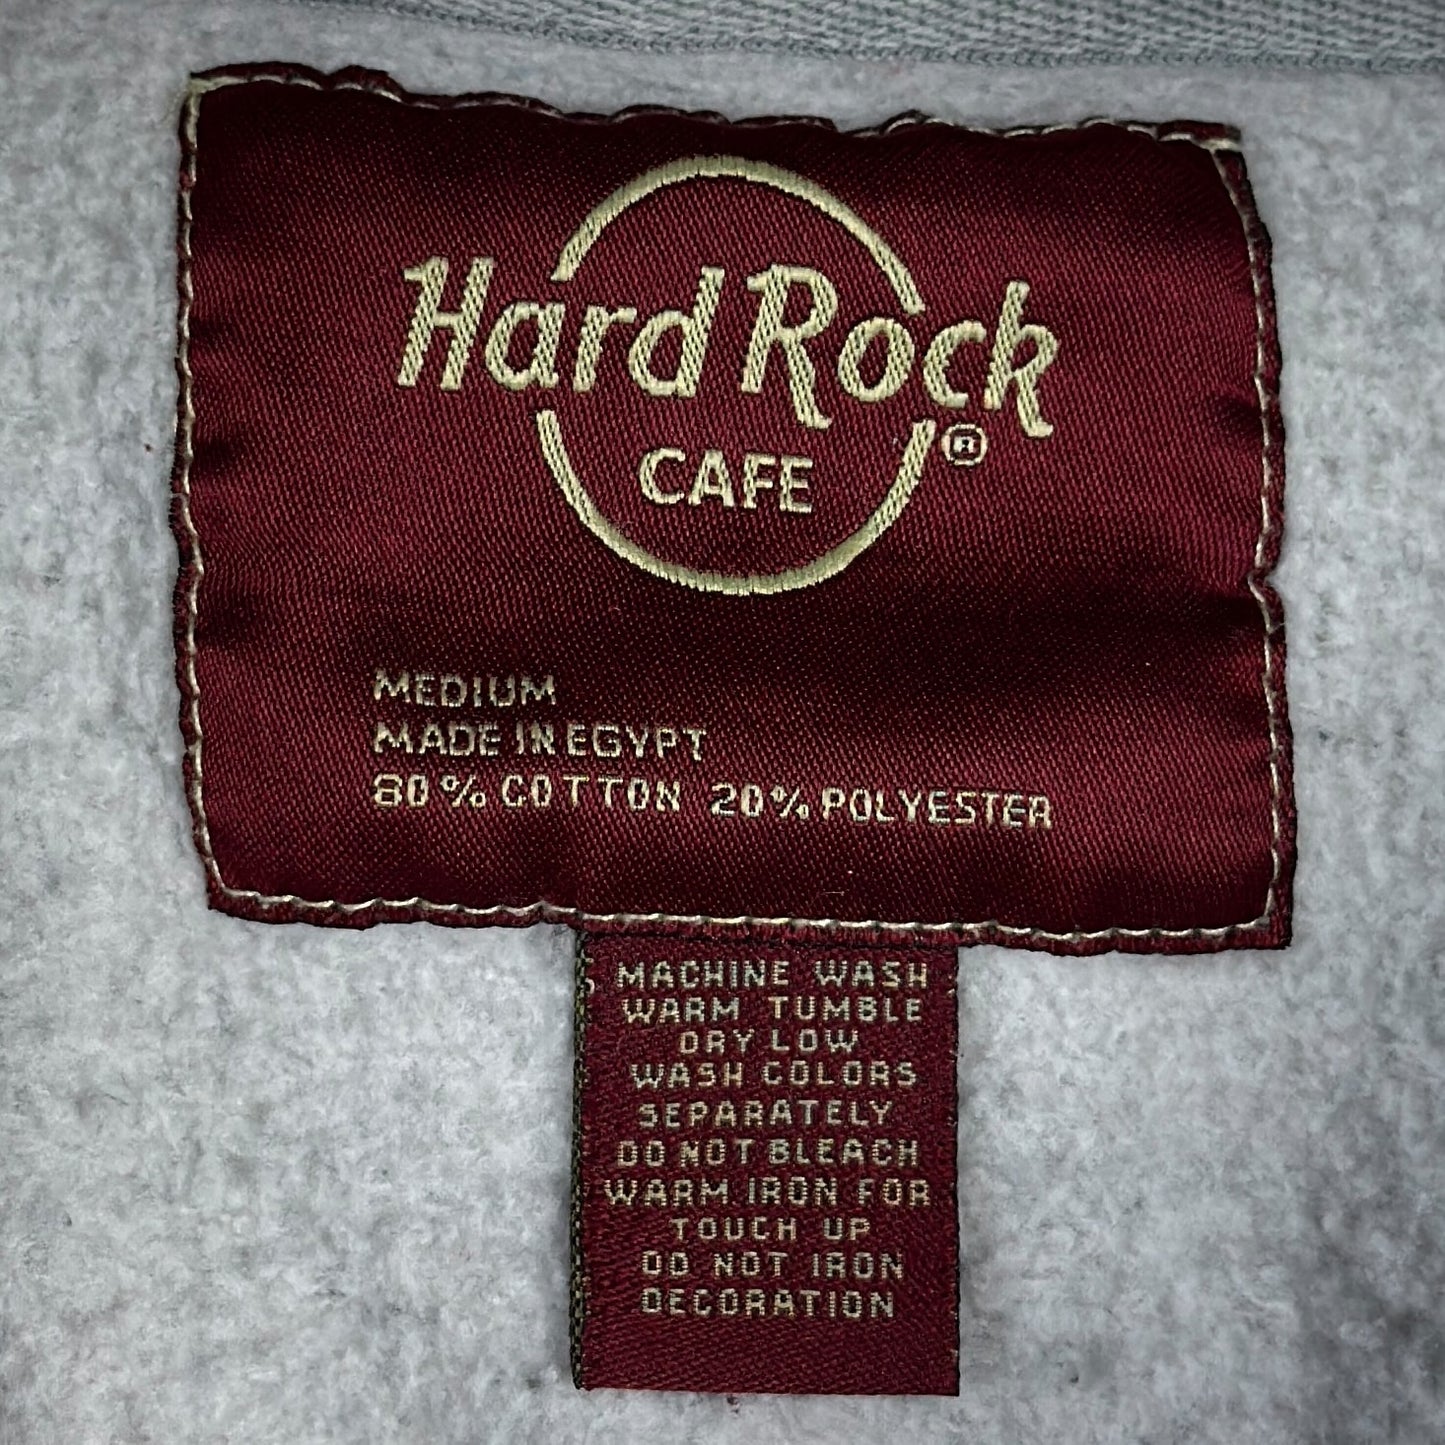 Hard Rock
CAFE ®
MEDIUM
MADE IN EGYPT
80% COTTON 20% POLYESTER
MACHINE WASH
WARM TUMBLE
DRY LOW
WASH COLORS
SEPARATELY
DO NOT BLEACH
WARM IRON FOR
TOUCH UP
DO NOT IRON
DECORATION